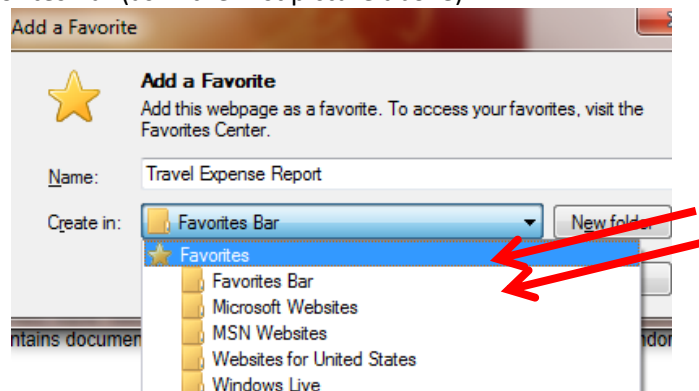 Add a Favorite
Add a Favorite
Add this webpage as a favorite. To access your favorites, visit the
Favorites Center.
Name: Travel Expense Report
Create in: Favorites Bar New folder
Favorites
Favorites Bar
Microsoft Websites
MSN Websites
Websites for United States
Windows Live